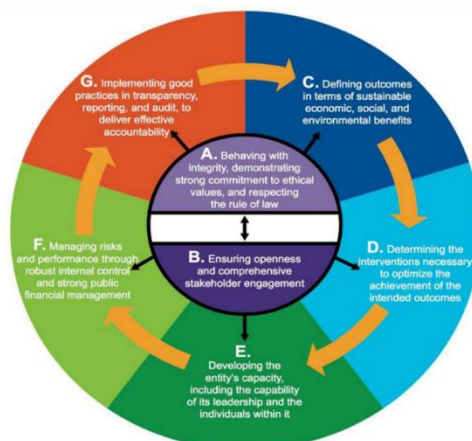 A. Behaving with
integrity, demonstrating
strong commitment to ethical
values, and respecting
the rule of law
B. Ensuring openness
and comprehensive
stakeholder engagement
C. Defining outcomes
in terms of sustainable
economic, social, and
environmental benefits
D. Determining the
interventions necessary
to optimize the
achievement of the
intended outcomes
E.
Developing the
entity's capacity,
including the capability
of its leadership and the
individuals within it
F. Managing risks
and performance through
robust internal control
and strong public
financial management
G. Implementing good
practices in transparency,
reporting, and audit, to
deliver effective
accountability